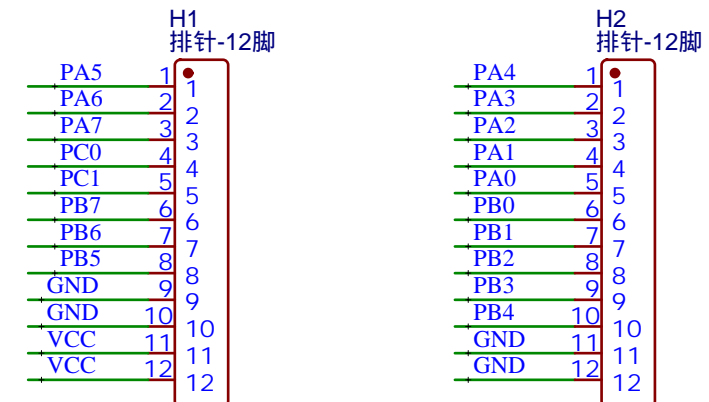 H1
排针-12脚
PA5 1 1
PA6 2 2
PA7 3 3
PC0 4 4
PC1 5 5
PB7 6 6
PB6 7 7
PB5 8 8
GND 9 9
GND 10 10
VCC 11 11
VCC 12 12
H2
排针-12脚
PA4 1 1
PA3 2 2
PA2 3 3
PA1 4 4
PA0 5 5
PB0 6 6
PB1 7 7
PB2 8 8
PB3 9 9
PB4 10 10
GND 11 11
GND 12 12